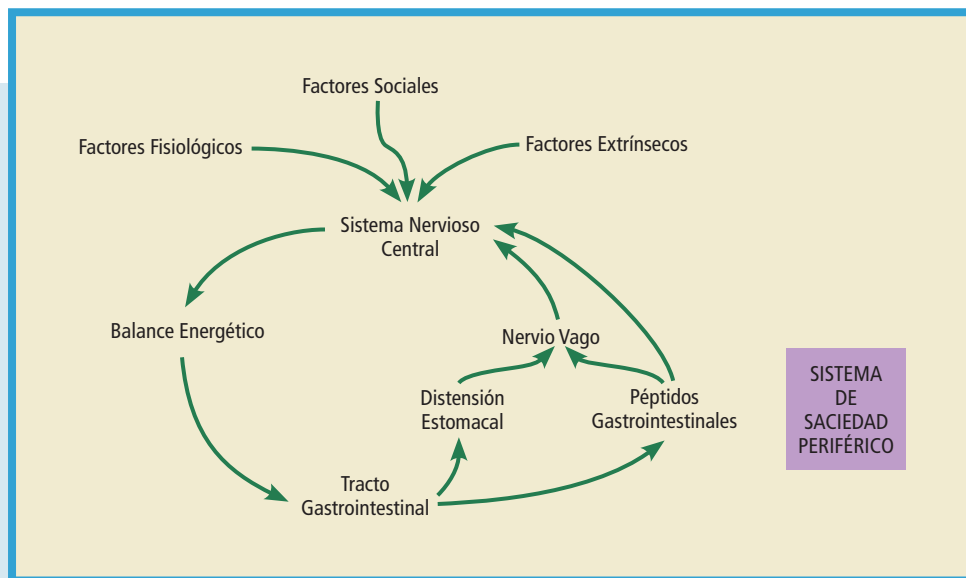 Factores Sociales
Factores Fisiológicos
Factores Extrínsecos
Sistema Nervioso
Central
Balance Energético
Nervio Vago
Distensión
Estomacal
Péptidos
Gastrointestinales
SISTEMA
DE
SACIEDAD
PERIFÉRICO
Tracto
Gastrointestinal